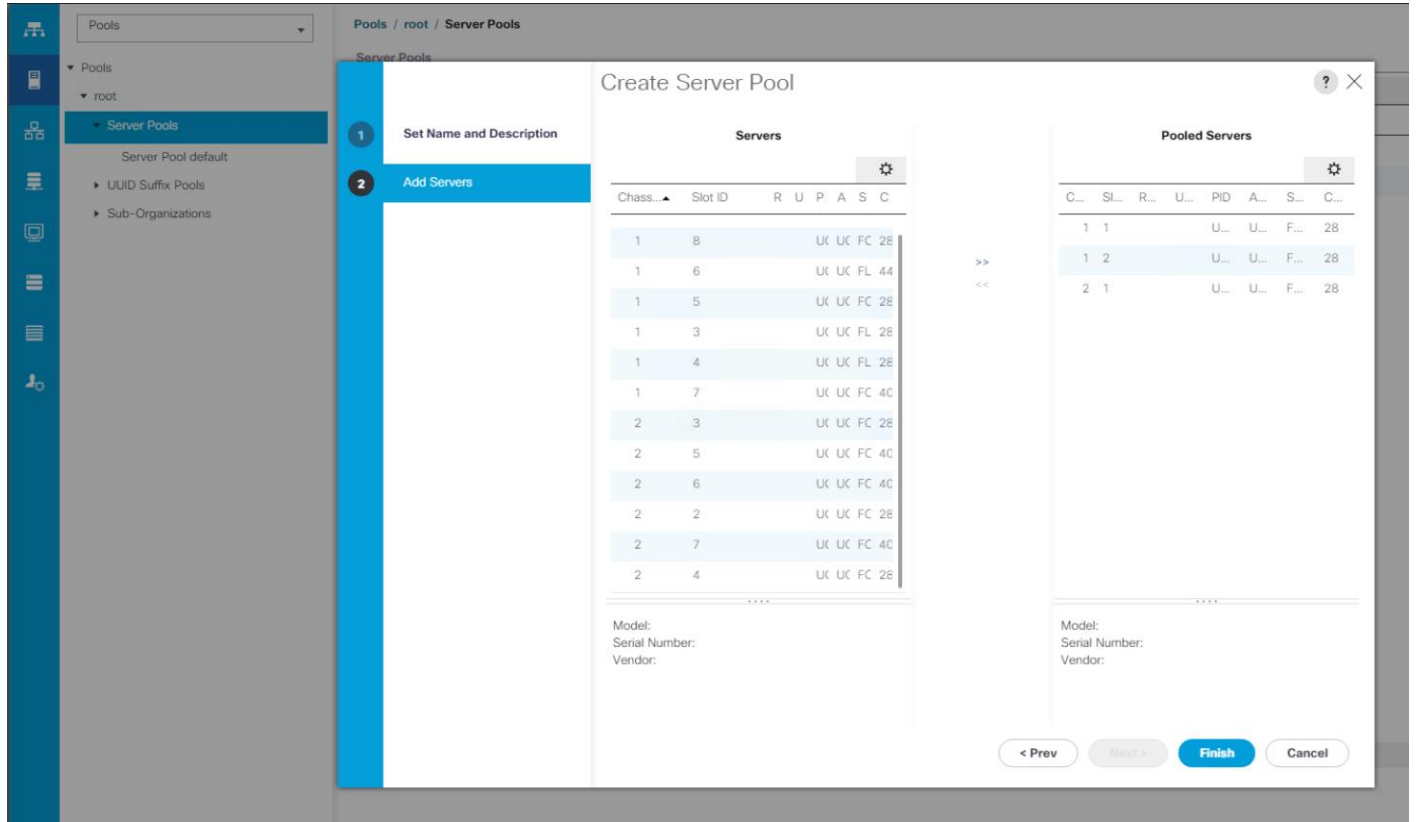 Pools
Pools / root / Server Pools
Server Pools
Pools
root
Server Pools
Server Pool default
UUID Suffix Pools
Sub-Organizations
Create Server Pool
?
1 Set Name and Description
2 Add Servers
Servers
Chass... Slot ID R U P A S C
1 8 UC UC FC 28
1 6 UC UC FL 44
1 5 UC UC FC 28
1 3 UC UC FL 28
1 4 UC UC FL 28
1 7 UC UC FC 40
2 3 UC UC FC 28
2 5 UC UC FC 40
2 6 UC UC FC 40
2 2 UC UC FC 28
2 7 UC UC FC 40
2 4 UC UC FC 28
Model:
Serial Number:
Vendor:
>>
<<
Pooled Servers
C... Sl... R... U... PID A... S... C...
1 1 U... U... F... 28
1 2 U... U... F... 28
2 1 U... U... F... 28
Model:
Serial Number:
Vendor:
< Prev
Next >
Finish
Cancel